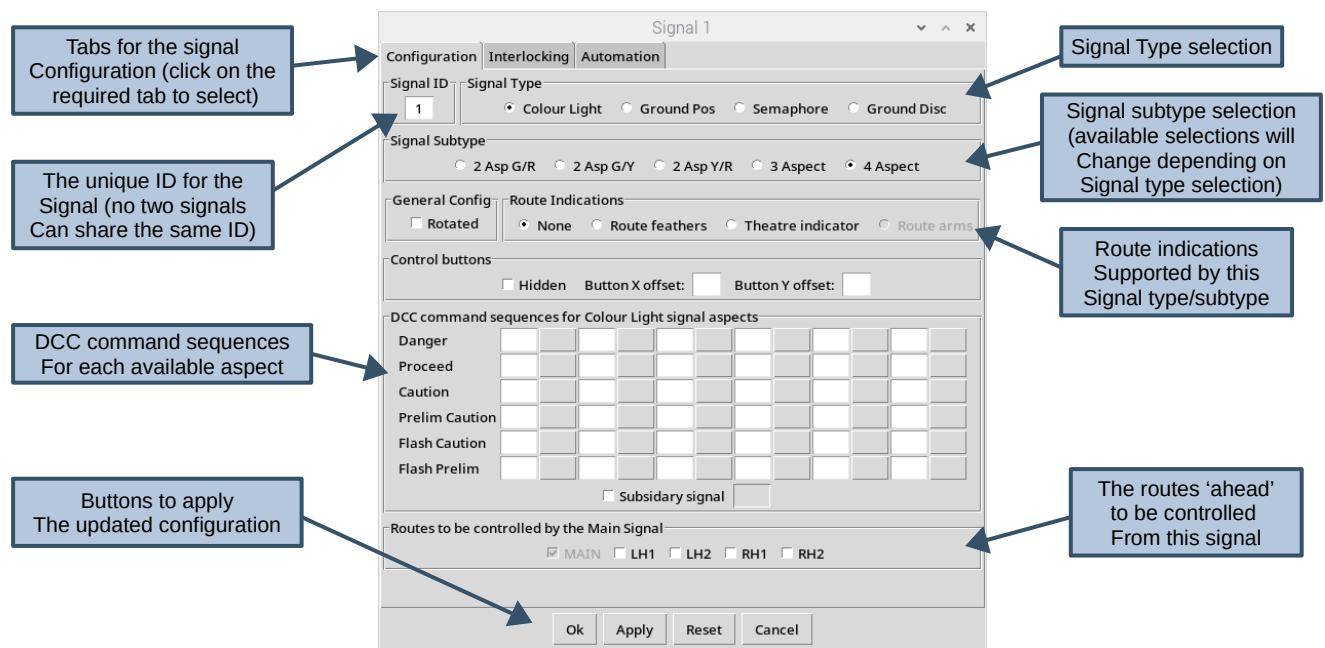 Signal 1
Tabs for the signal
Configuration (click on the
required tab to select)
Signal Type selection
Configuration Interlocking Automation
Signal ID Signal Type
1 Colour Light Ground Pos Semaphore Ground Disc
Signal subtype selection
(available selections will
Change depending on
Signal type selection)
Signal Subtype
2 Asp G/R 2 Asp G/Y 2 Asp Y/R 3 Aspect 4 Aspect
The unique ID for the
Signal (no two signals
Can share the same ID)
General Config Route Indications
Rotated None Route feathers Theatre indicator Route arms
Route indications
Supported by this
Signal type/subtype
Control buttons
Hidden Button X offset: Button Y offset:
DCC command sequences for Colour Light signal aspects
DCC command sequences
For each available aspect
Danger
Proceed
Caution
Prelim Caution
Flash Caution
Flash Prelim
Subsidary signal
Buttons to apply
The updated configuration
The routes ‘ahead’
to be controlled
From this signal
Routes to be controlled by the Main Signal
MAIN LH1 LH2 RH1 RH2
Ok Apply Reset Cancel